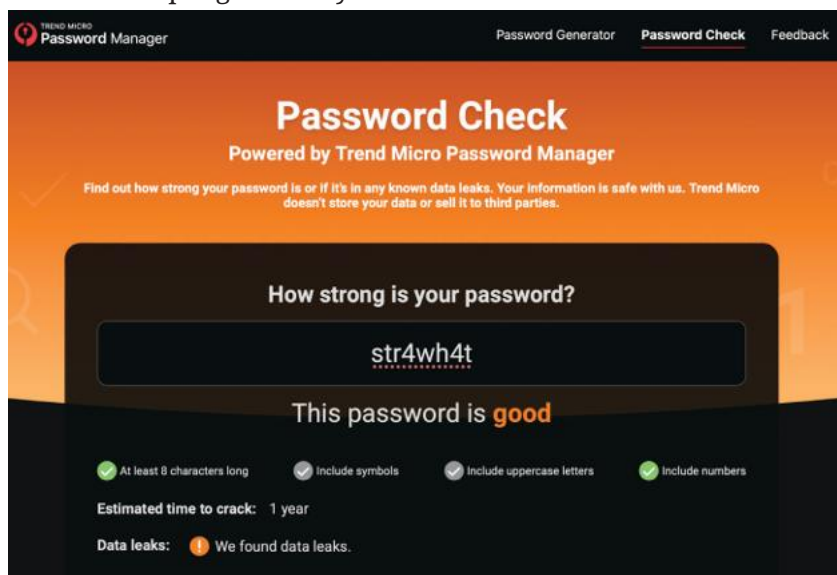 TREND MICRO
Password Manager
Password Generator
Password Check
Feedback
Password Check
Powered by Trend Micro Password Manager
Find out how strong your password is or if it's in any known data leaks. Your information is safe with us. Trend Micro
doesn't store your data or sell it to third parties.
How strong is your password?
str4wh4t
This password is good
At least 8 characters long
Include symbols
Include uppercase letters
Include numbers
Estimated time to crack: 1 year
Data leaks: We found data leaks.